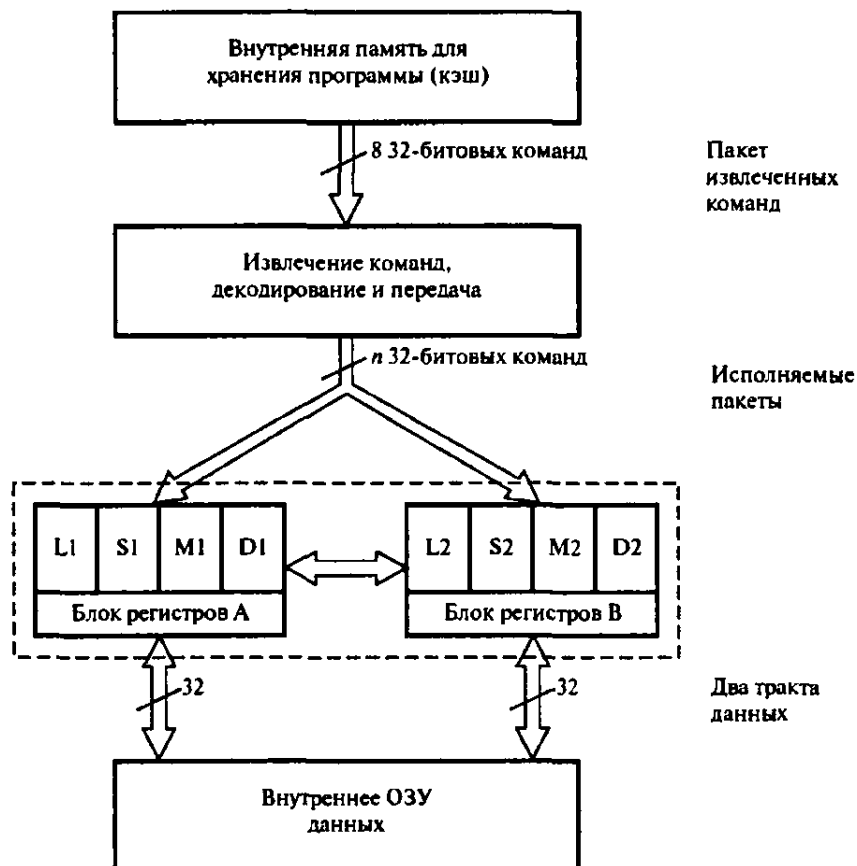 Внутренняя память для
хранения программы (кэш)
8 32-битовых команд
Пакет
извлеченных
команд
Извлечение команд,
декодирование и передача
n 32-битовых команд
Исполняемые
пакеты
L1 S1 M1 D1
L2 S2 M2 D2
Блок регистров A
Блок регистров B
32
32
Два тракта
данных
Внутреннее ОЗУ
данных